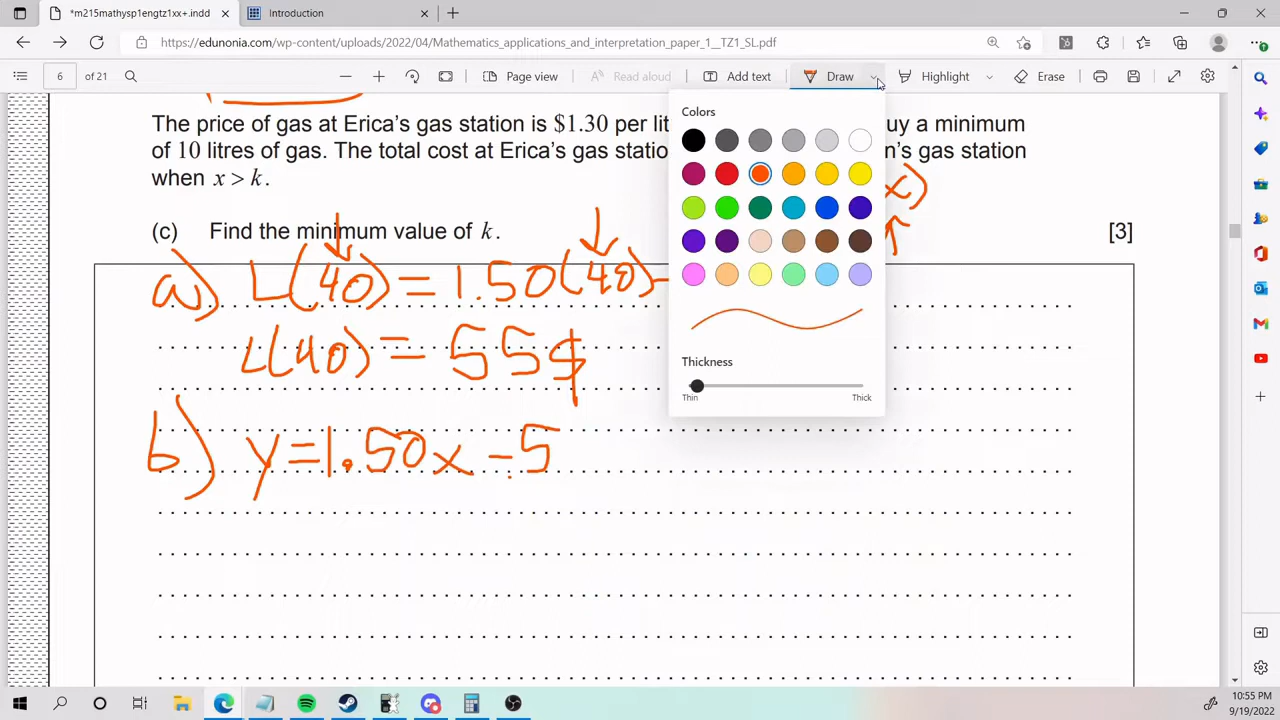 *m215mathysp1engtz1xx+.indd
Introduction
https://edunonia.com/wp-content/uploads/2022/04/Mathematics_applications_and_interpretation_paper_1__TZ1_SL.pdf
6 of 21
Page view
Read aloud
Add text
Draw
Highlight
Erase
Colors
Thickness
Thin
Thick
The price of gas at Erica's gas station is $1.30 per lit uy a minimum
of 10 litres of gas. The total cost at Erica's gas statio n's gas station
when x > k.
x)
(c) Find the minimum value of k. [3]
a) L(40) = 1.50(40) -
L(40) = 55$
b) y=1.50x -5
10:55 PM
9/19/2022